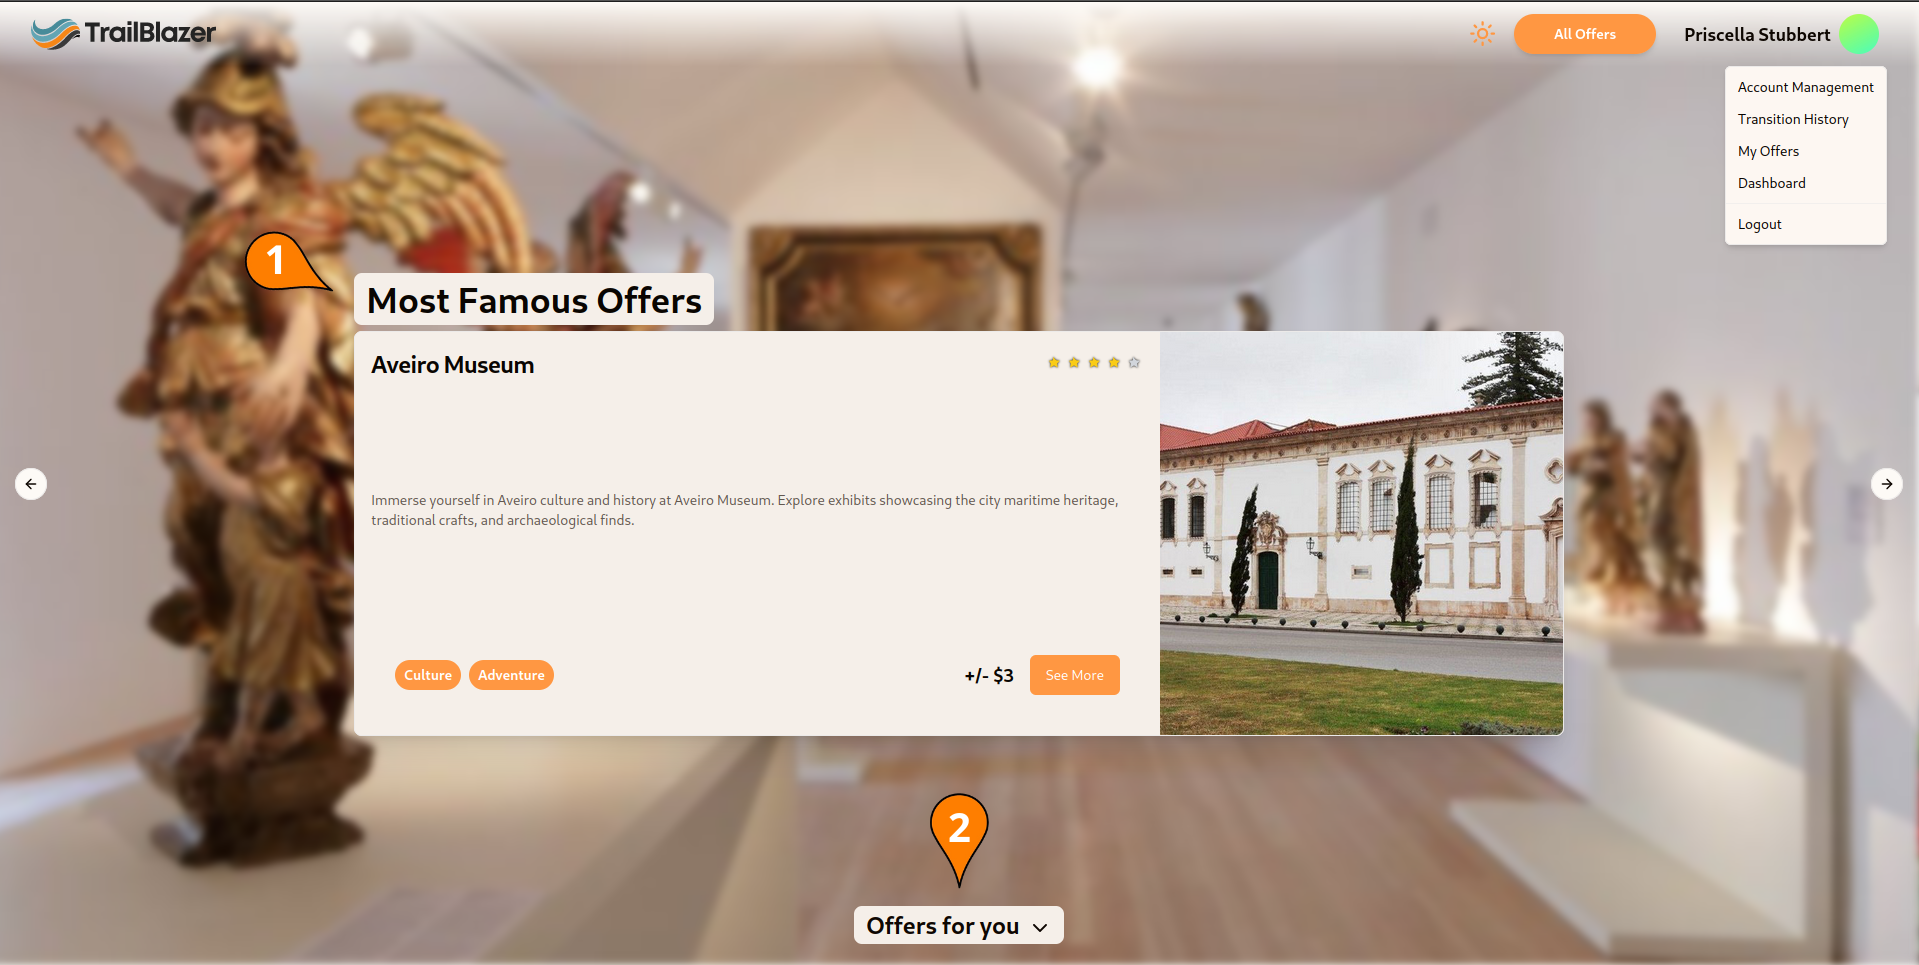 TrailBlazer
All Offers
Priscella Stubbert
Account Management
Transition History
My Offers
Dashboard
Logout
1
Most Famous Offers
Aveiro Museum
Immerse yourself in Aveiro culture and history at Aveiro Museum. Explore exhibits showcasing the city maritime heritage,
traditional crafts, and archaeological finds.
Culture
Adventure
+/- $3
See More
2
Offers for you